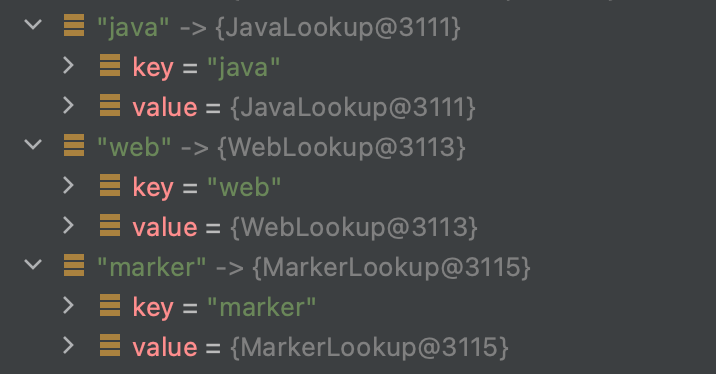 "java" -> {JavaLookup@3111}
key = "java"
value = {JavaLookup@3111}
"web" -> {WebLookup@3113}
key = "web"
value = {WebLookup@3113}
"marker" -> {MarkerLookup@3115}
key = "marker"
value = {MarkerLookup@3115}